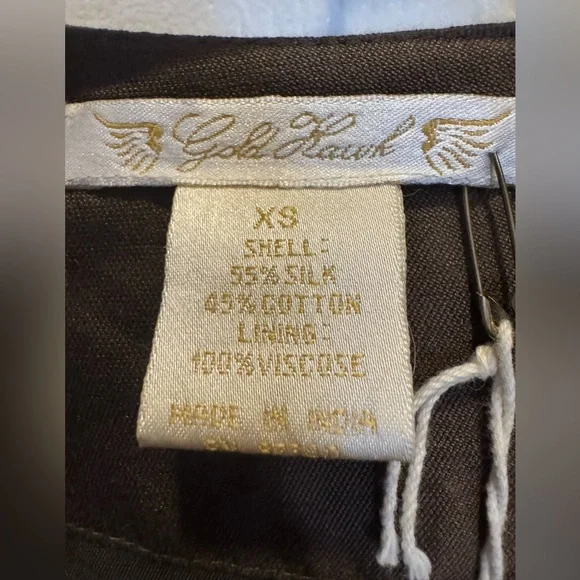 Gold Hawk
XS
SHELL:
55% SILK
45% COTTON
LINING:
100% VISCOSE
MADE IN INDIA